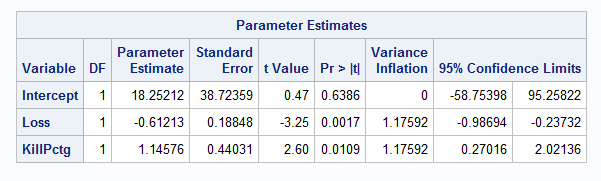 Parameter Estimates
Variable DF Parameter Estimate Standard Error t Value Pr > |t| Variance Inflation 95% Confidence Limits
Intercept 1 18.25212 38.72359 0.47 0.6386 0 -58.75398 95.25822
Loss 1 -0.61213 0.18848 -3.25 0.0017 1.17592 -0.98694 -0.23732
KillPctg 1 1.14576 0.44031 2.60 0.0109 1.17592 0.27016 2.02136